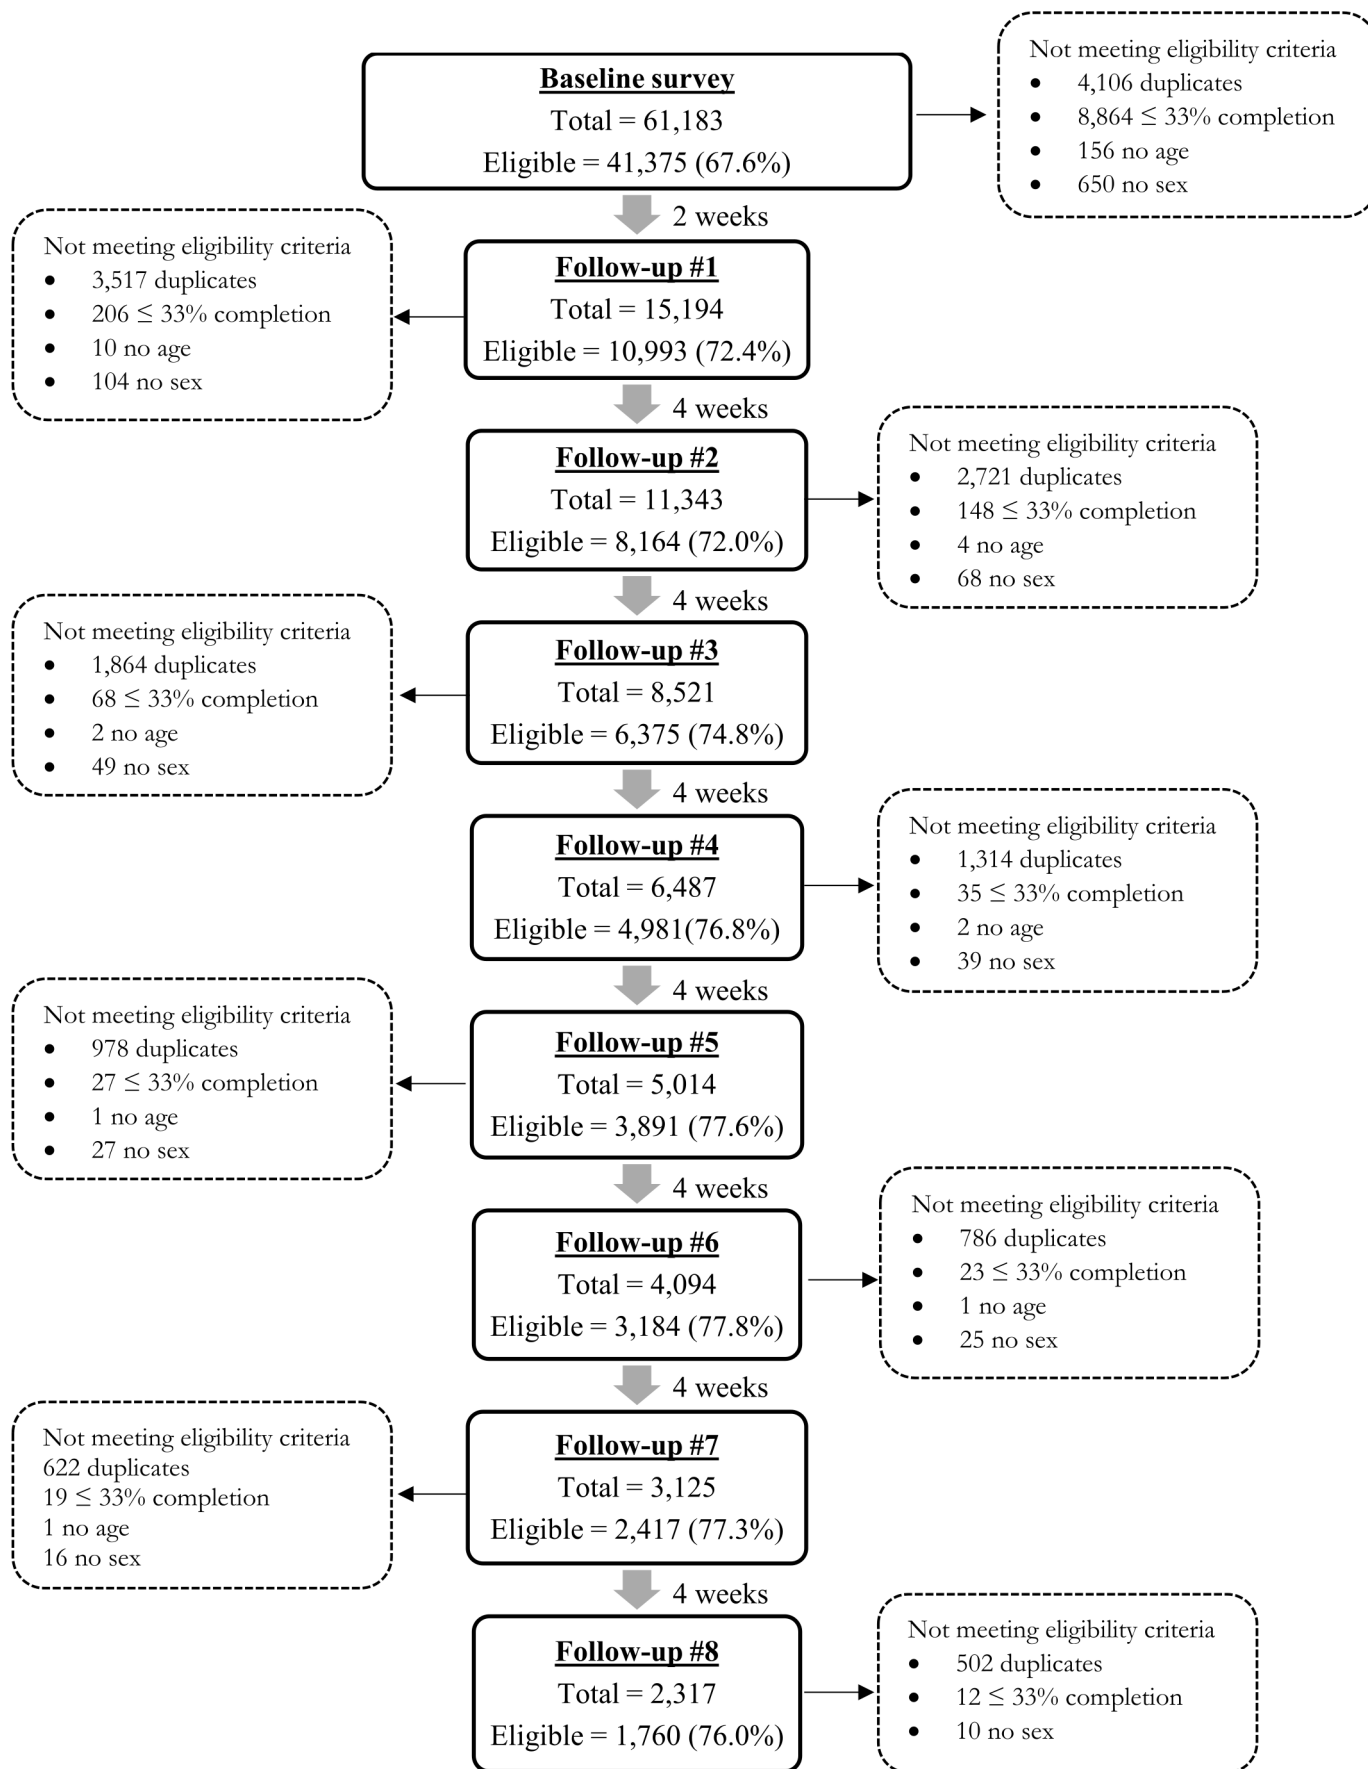 Baseline survey
Total = 61,183
Eligible = 41,375 (67.6%)
Not meeting eligibility criteria
• 4,106 duplicates
• 8,864 ≤ 33% completion
• 156 no age
• 650 no sex
2 weeks
Follow-up #1
Total = 15,194
Eligible = 10,993 (72.4%)
Not meeting eligibility criteria
• 3,517 duplicates
• 206 ≤ 33% completion
• 10 no age
• 104 no sex
4 weeks
Follow-up #2
Total = 11,343
Eligible = 8,164 (72.0%)
Not meeting eligibility criteria
• 2,721 duplicates
• 148 ≤ 33% completion
• 4 no age
• 68 no sex
4 weeks
Follow-up #3
Total = 8,521
Eligible = 6,375 (74.8%)
Not meeting eligibility criteria
• 1,864 duplicates
• 68 ≤ 33% completion
• 2 no age
• 49 no sex
4 weeks
Follow-up #4
Total = 6,487
Eligible = 4,981(76.8%)
Not meeting eligibility criteria
• 1,314 duplicates
• 35 ≤ 33% completion
• 2 no age
• 39 no sex
4 weeks
Follow-up #5
Total = 5,014
Eligible = 3,891 (77.6%)
Not meeting eligibility criteria
• 978 duplicates
• 27 ≤ 33% completion
• 1 no age
• 27 no sex
4 weeks
Follow-up #6
Total = 4,094
Eligible = 3,184 (77.8%)
Not meeting eligibility criteria
• 786 duplicates
• 23 ≤ 33% completion
• 1 no age
• 25 no sex
4 weeks
Follow-up #7
Total = 3,125
Eligible = 2,417 (77.3%)
Not meeting eligibility criteria
622 duplicates
19 ≤ 33% completion
1 no age
16 no sex
4 weeks
Follow-up #8
Total = 2,317
Eligible = 1,760 (76.0%)
Not meeting eligibility criteria
• 502 duplicates
• 12 ≤ 33% completion
• 10 no sex